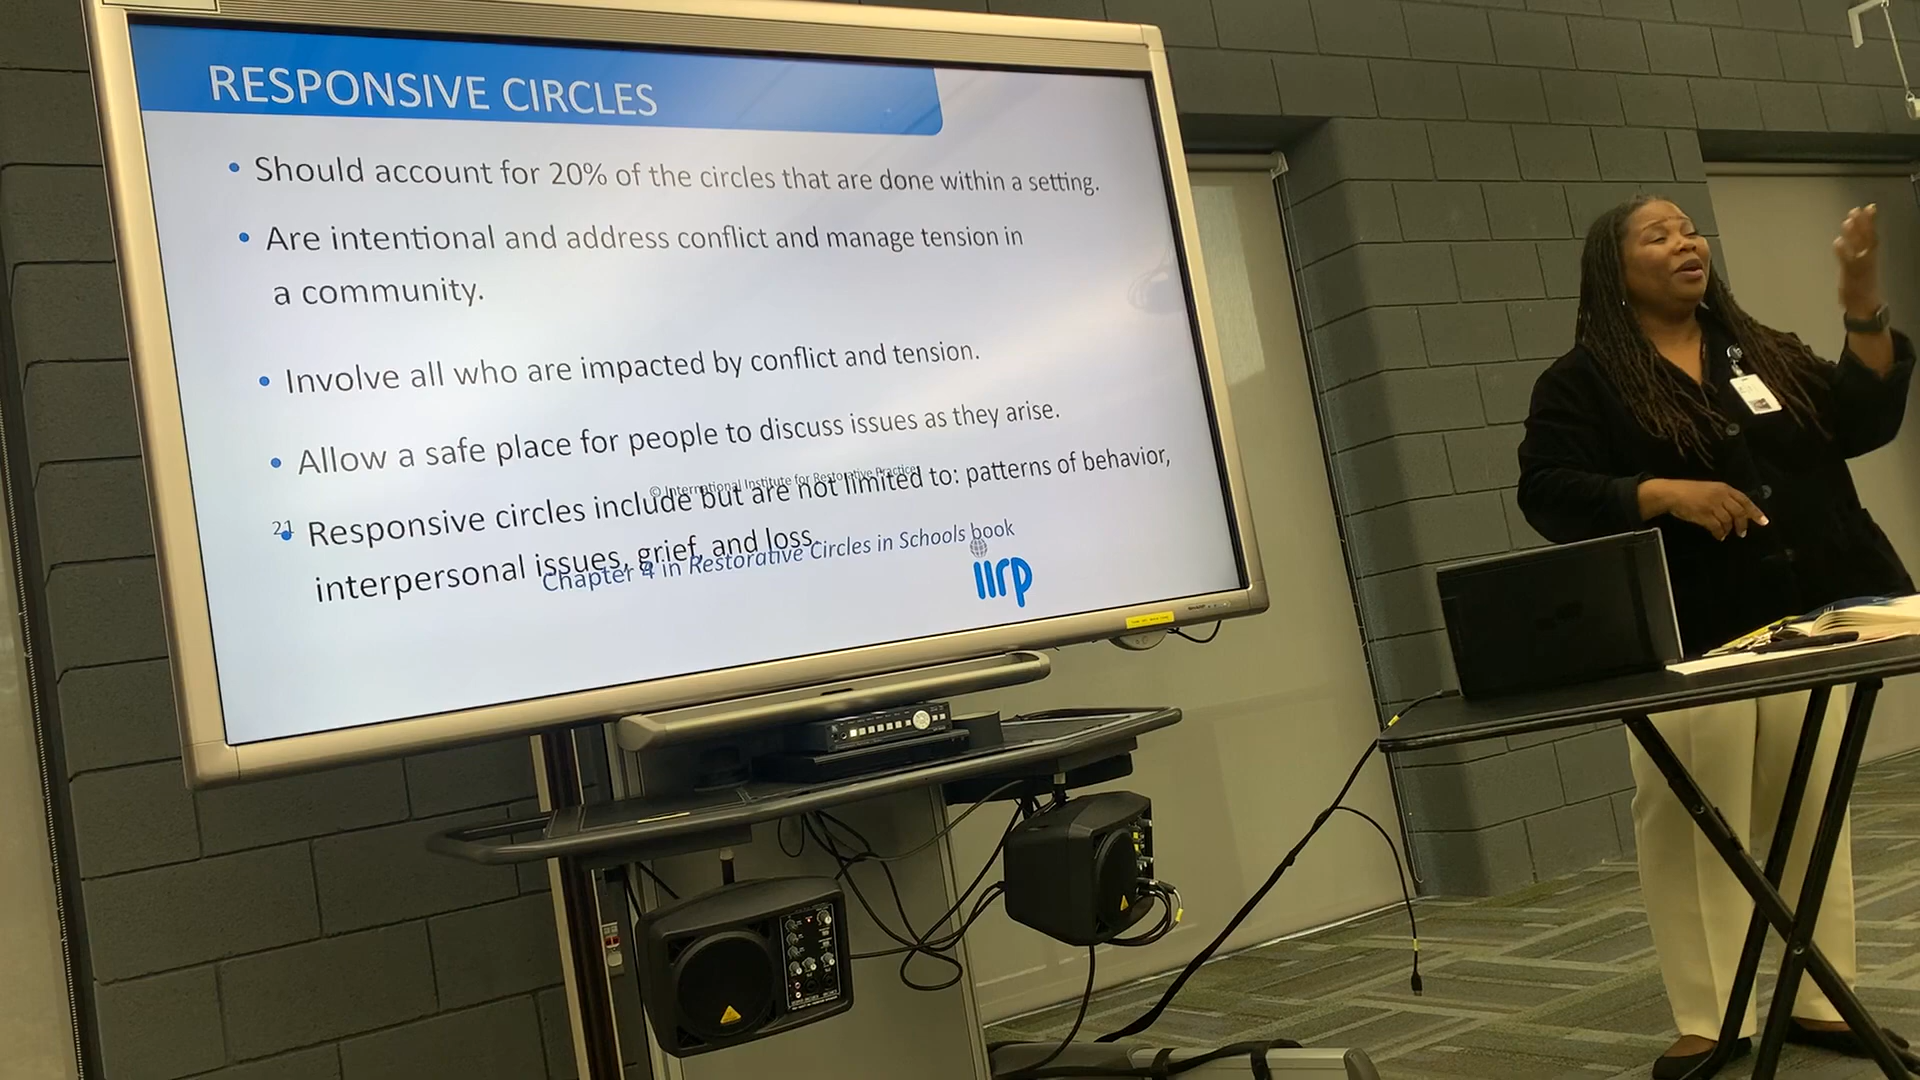 RESPONSIVE CIRCLES
• Should account for 20% of the circles that are done within a setting.
• Are intentional and address conflict and manage tension in
a community.
• Involve all who are impacted by conflict and tension.
• Allow a safe place for people to discuss issues as they arise.
© International Institute for Restorative Practices
21
• Responsive circles include but are not limited to: patterns of behavior,
interpersonal issues, grief, and loss.
Chapter 4 in Restorative Circles in Schools book
iirp